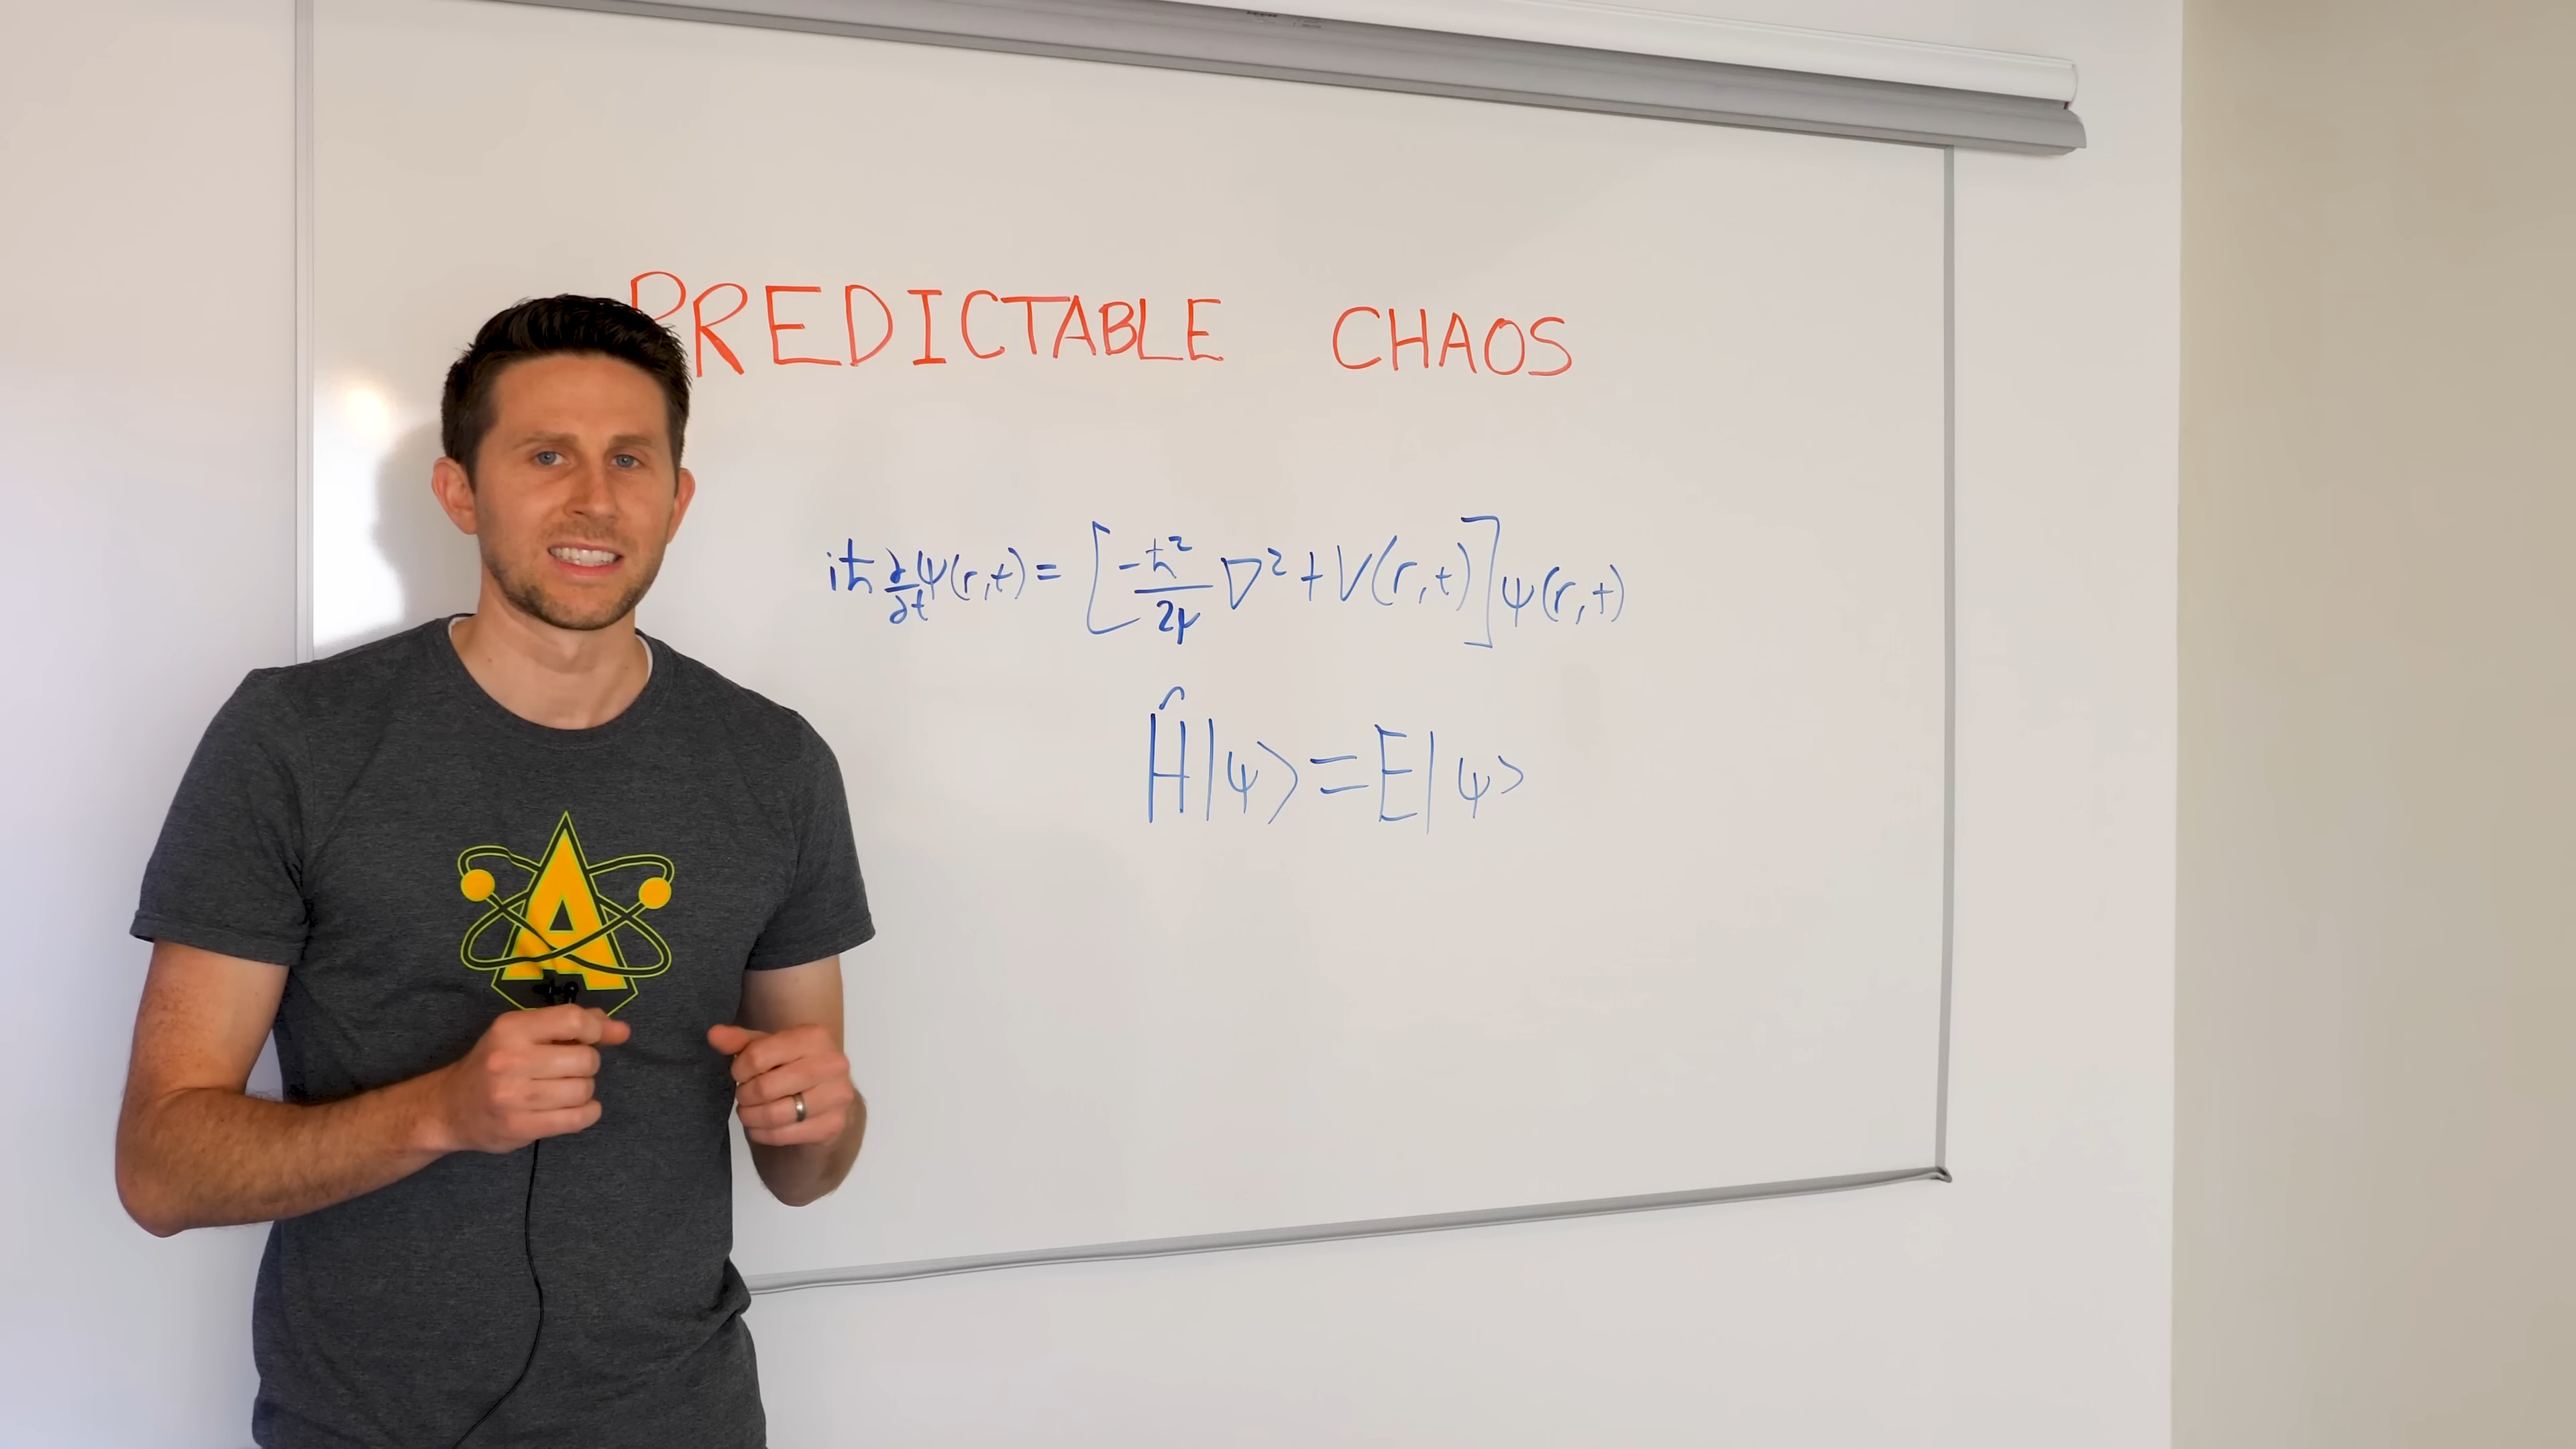 PREDICTABLE CHAOS
iħ ∂/∂t ψ(r,t) = [-ħ²/2μ ∇² + V(r,t)] ψ(r,t)
Ĥ|ψ> = E|ψ>
A